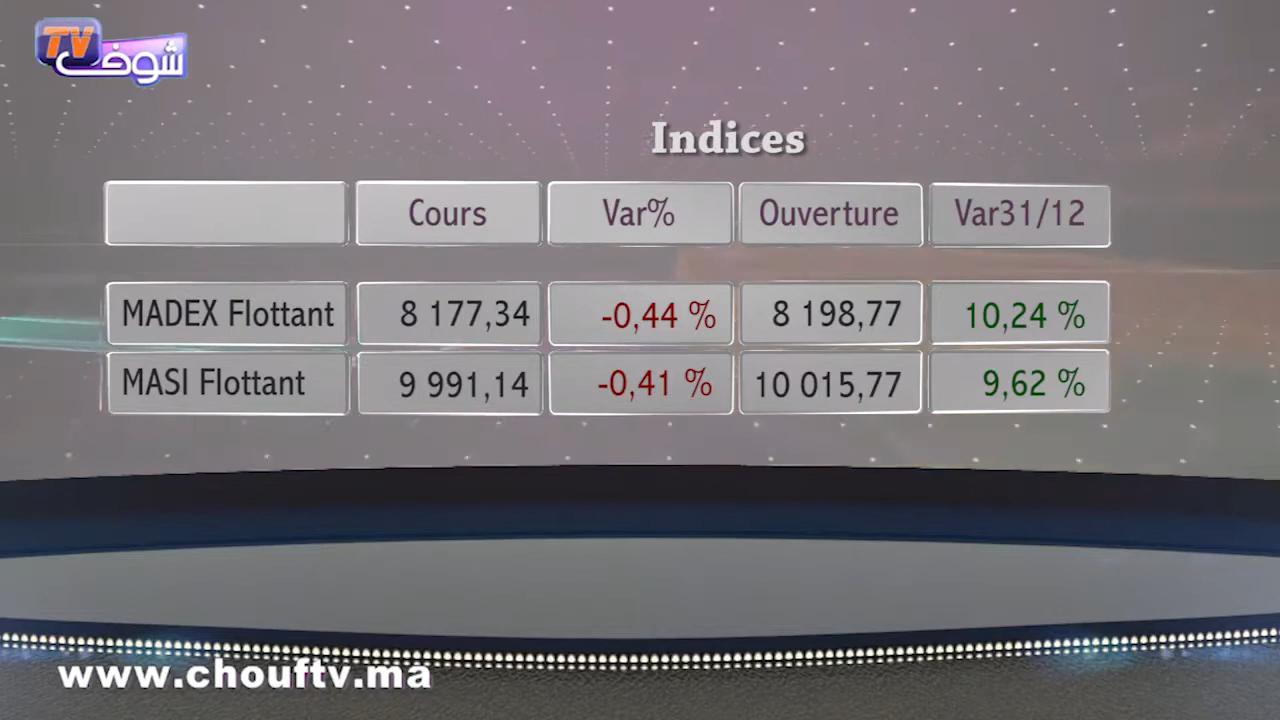 TV
شوف
Indices
Cours Var% Ouverture Var31/12
MADEX Flottant 8 177,34 -0,44 % 8 198,77 10,24 %
MASI Flottant 9 991,14 -0,41 % 10 015,77 9,62 %
www.chouftv.ma